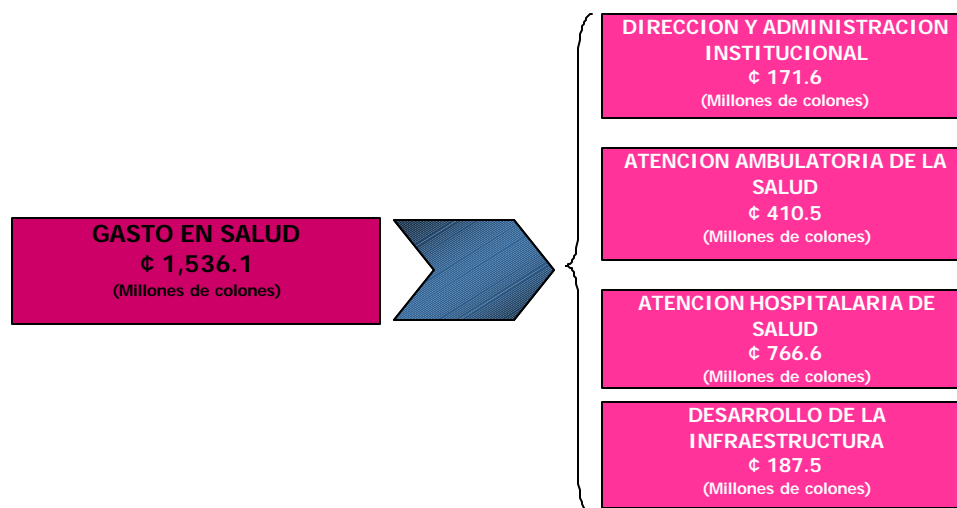 GASTO EN SALUD
¢ 1,536.1
(Millones de colones)
DIRECCION Y ADMINISTRACION
INSTITUCIONAL
¢ 171.6
(Millones de colones)
ATENCION AMBULATORIA DE LA
SALUD
¢ 410.5
(Millones de colones)
ATENCION HOSPITALARIA DE
SALUD
¢ 766.6
(Millones de colones)
DESARROLLO DE LA
INFRAESTRUCTURA
¢ 187.5
(Millones de colones)